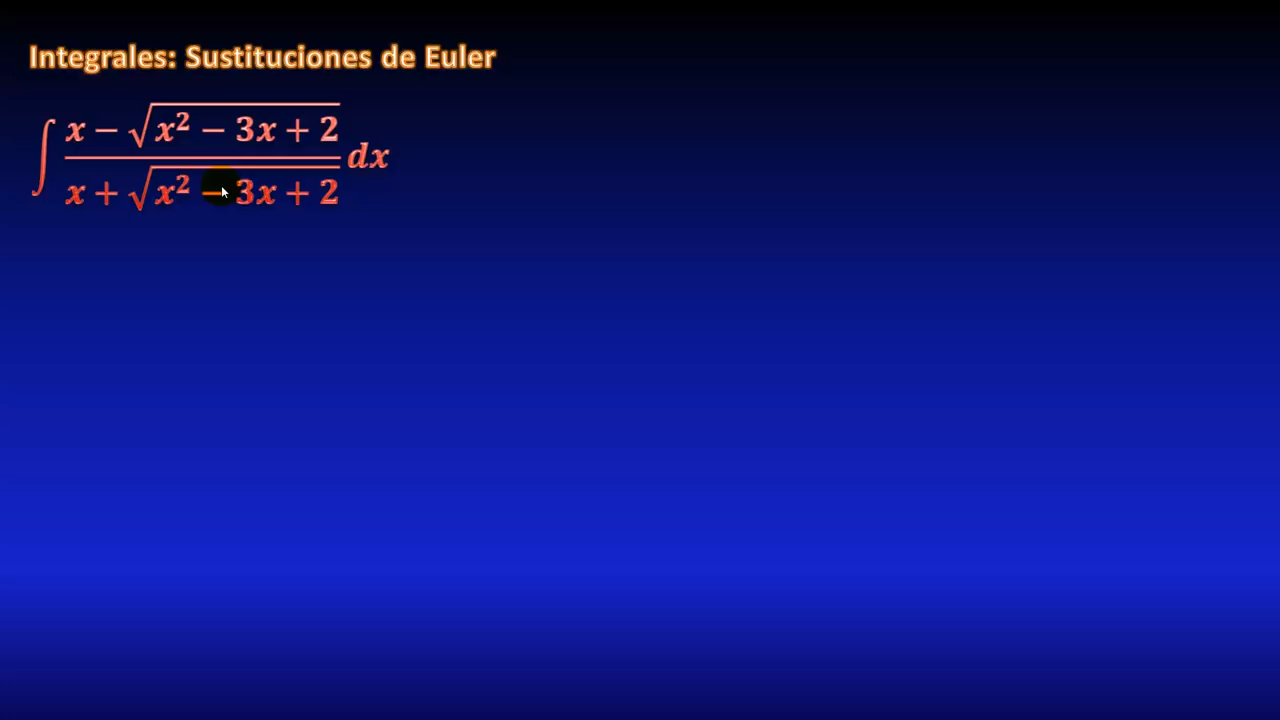 Integrales: Sustituciones de Euler
∫ (x − √(x² − 3x + 2)) / (x + √(x² − 3x + 2)) dx